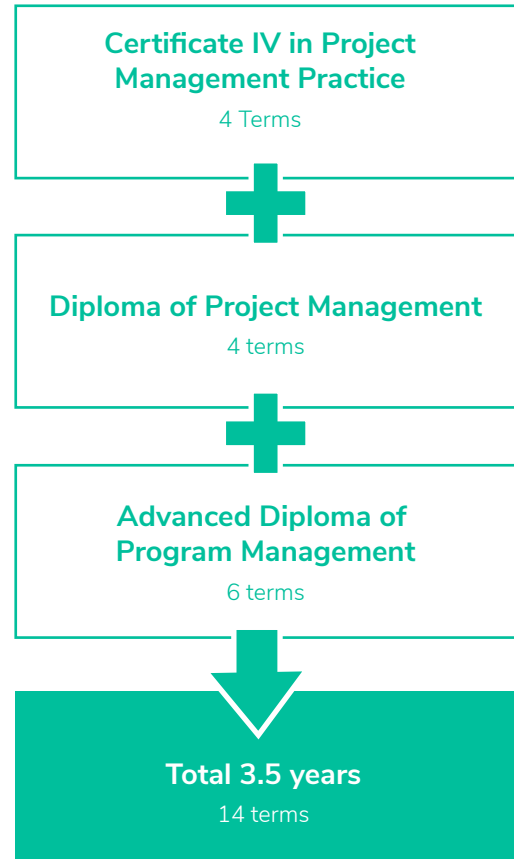 Certificate IV in Project
Management Practice
4 Terms
Diploma of Project Management
4 terms
Advanced Diploma of
Program Management
6 terms
Total 3.5 years
14 terms